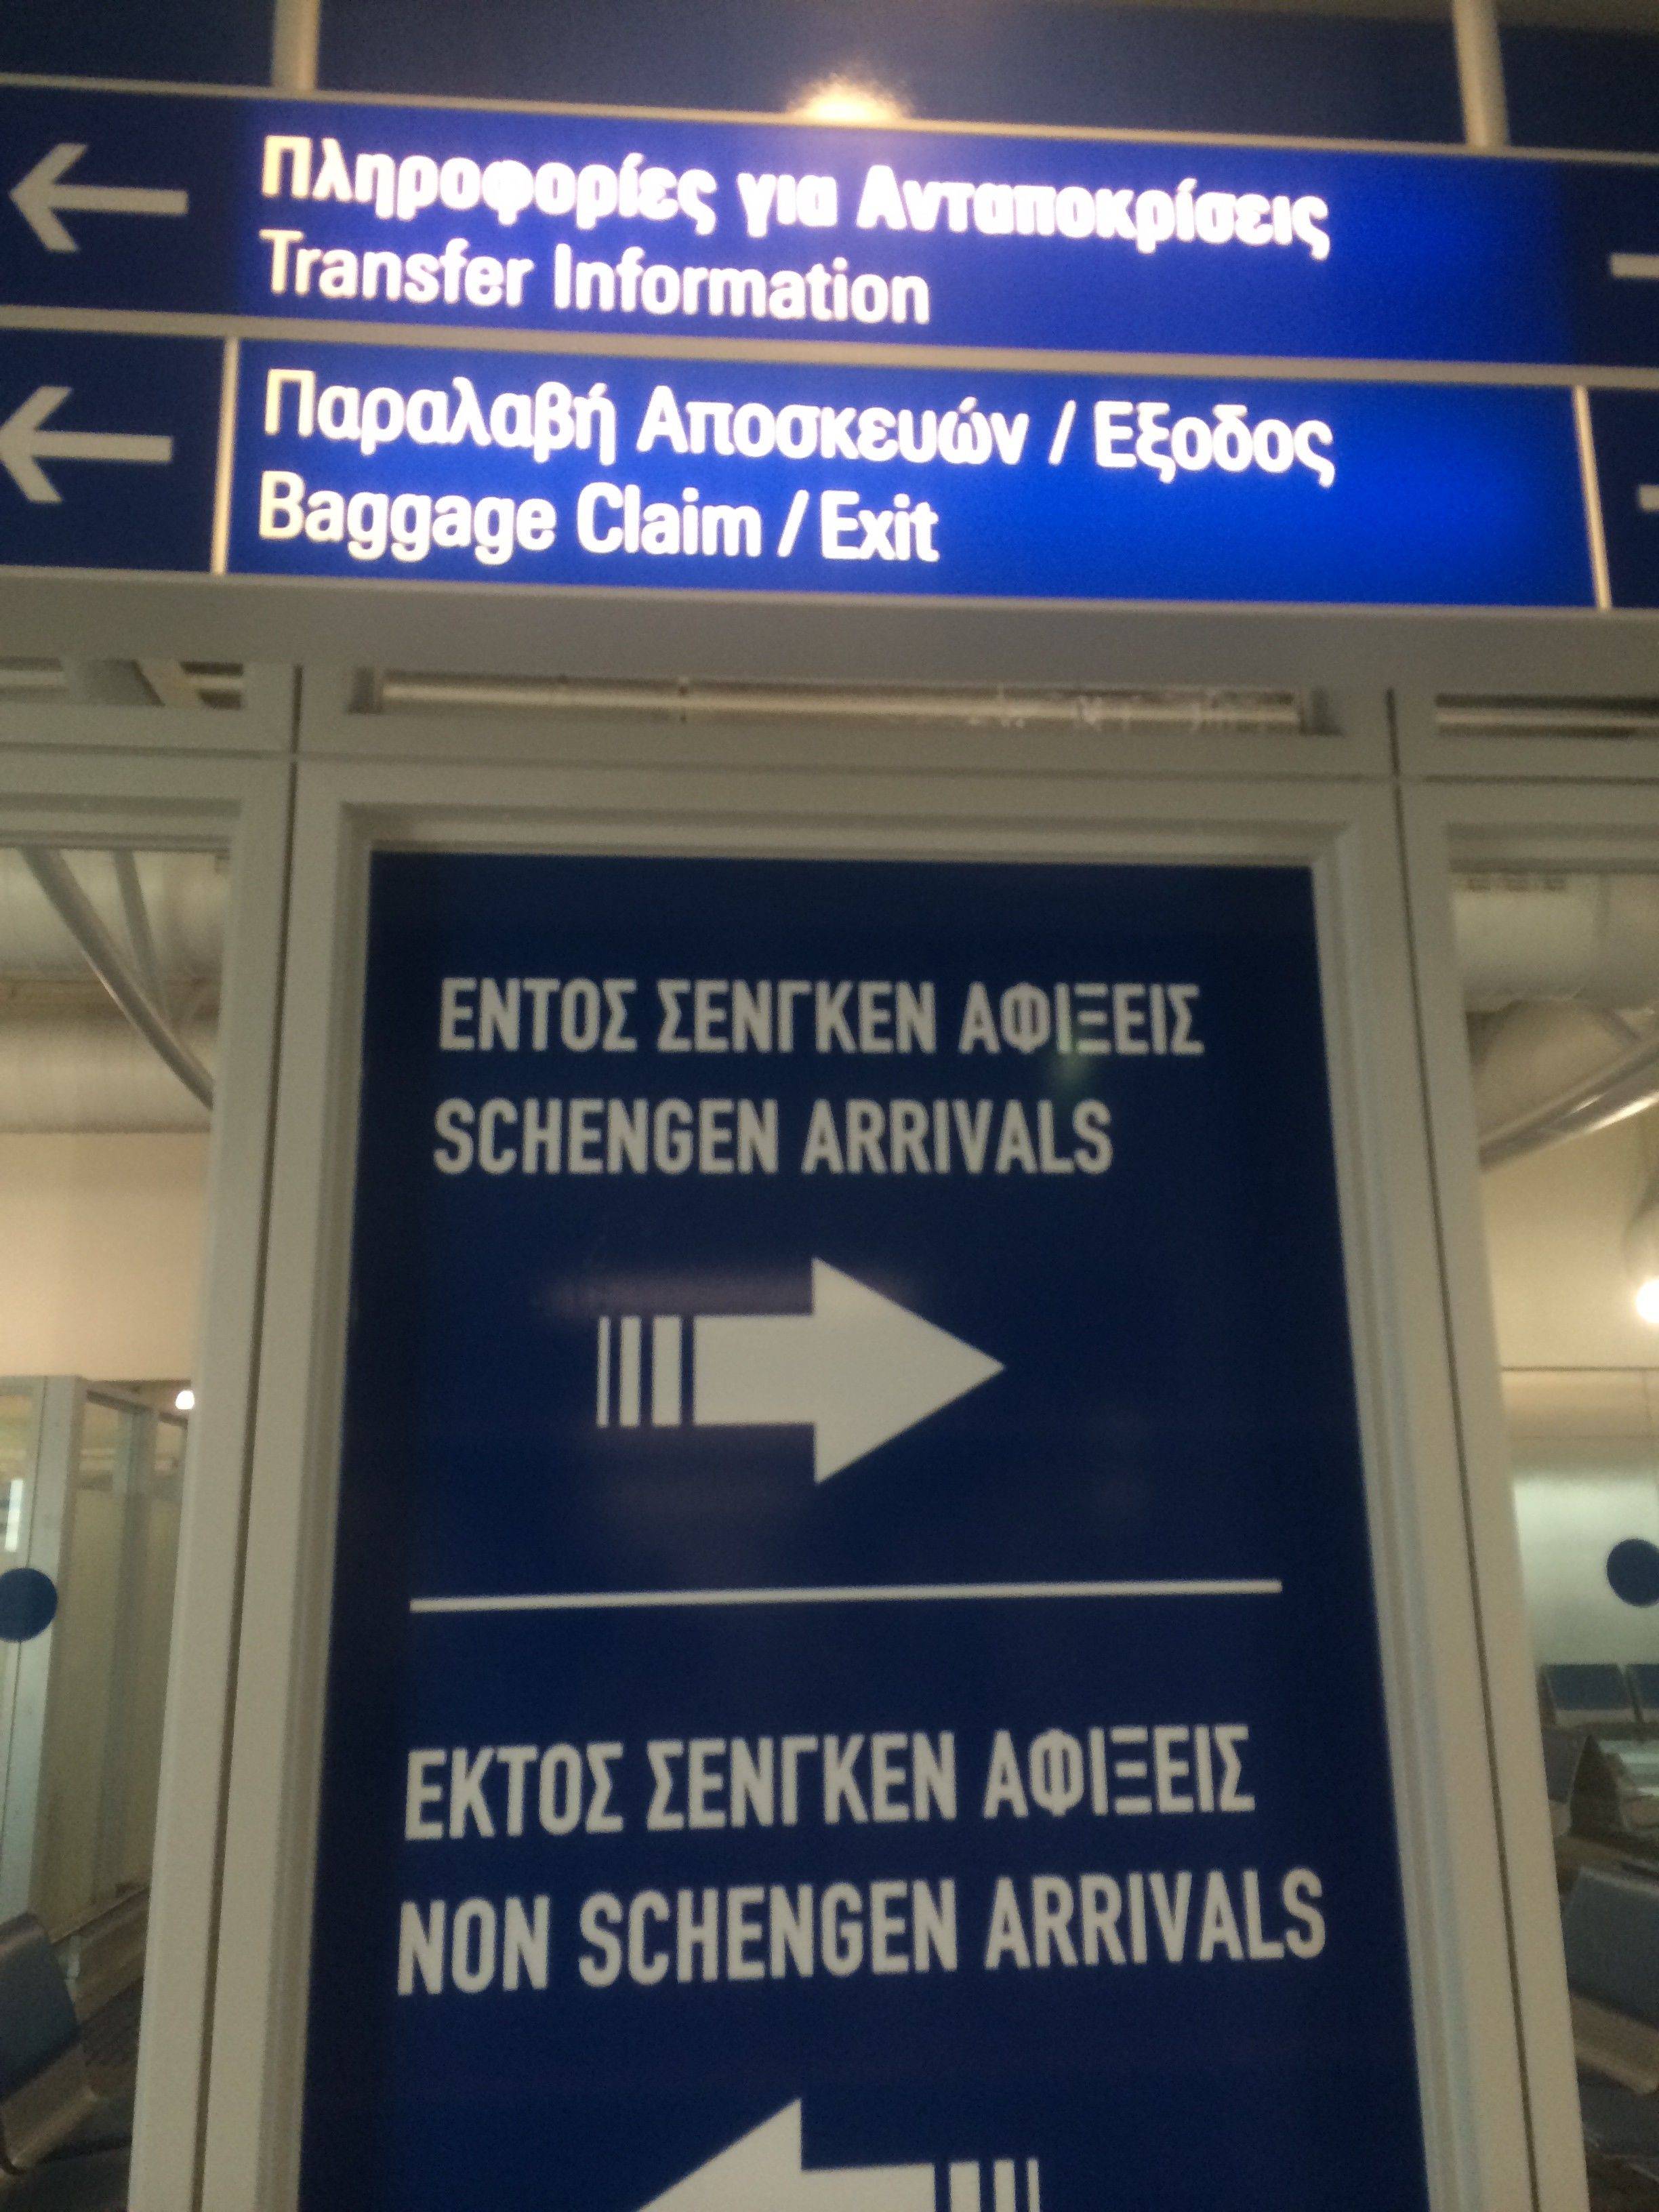 Πληροφορίες για Ανταποκρίσεις
Transfer Information
Παραλαβή Αποσκευών / Εξοδος
Baggage Claim / Exit
ΕΝΤΟΣ ΣΕΝΓΚΕΝ ΑΦΙΞΕΙΣ
SCHENGEN ARRIVALS
ΕΚΤΟΣ ΣΕΝΓΚΕΝ ΑΦΙΞΕΙΣ
NON SCHENGEN ARRIVALS